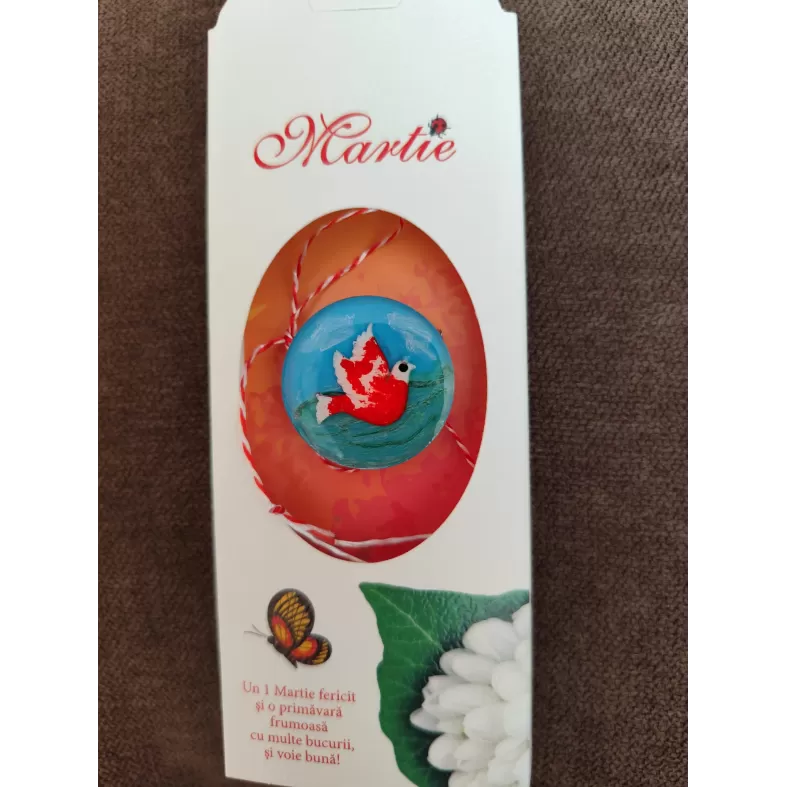 Martie
Un 1 Martie fericit
și o primăvară
frumoasă
cu multe bucurii,
și voie bună!